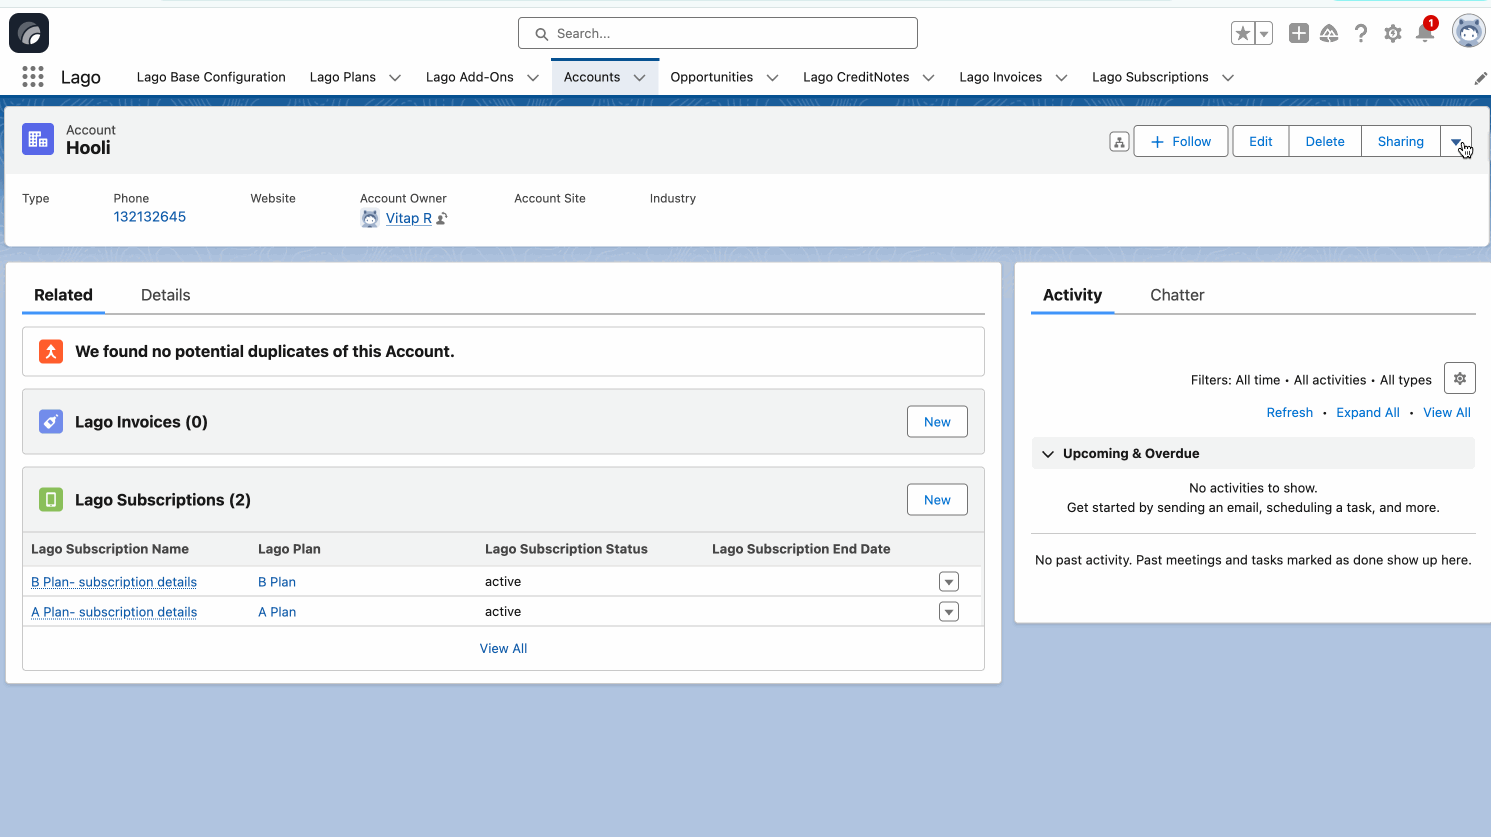 Search...
1
Lago
Lago Base Configuration
Lago Plans
Lago Add-Ons
Accounts
Opportunities
Lago CreditNotes
Lago Invoices
Lago Subscriptions
Account
Hooli
Follow
Edit
Delete
Sharing
Type
Phone
Website
Account Owner
Account Site
Industry
132132645
Vitap R
Related
Details
We found no potential duplicates of this Account.
Lago Invoices (0)
New
Lago Subscriptions (2)
New
Lago Subscription Name
Lago Plan
Lago Subscription Status
Lago Subscription End Date
B Plan- subscription details
B Plan
active
A Plan- subscription details
A Plan
active
View All
Activity
Chatter
Filters: All time • All activities • All types
Refresh • Expand All • View All
Upcoming & Overdue
No activities to show.
Get started by sending an email, scheduling a task, and more.
No past activity. Past meetings and tasks marked as done show up here.